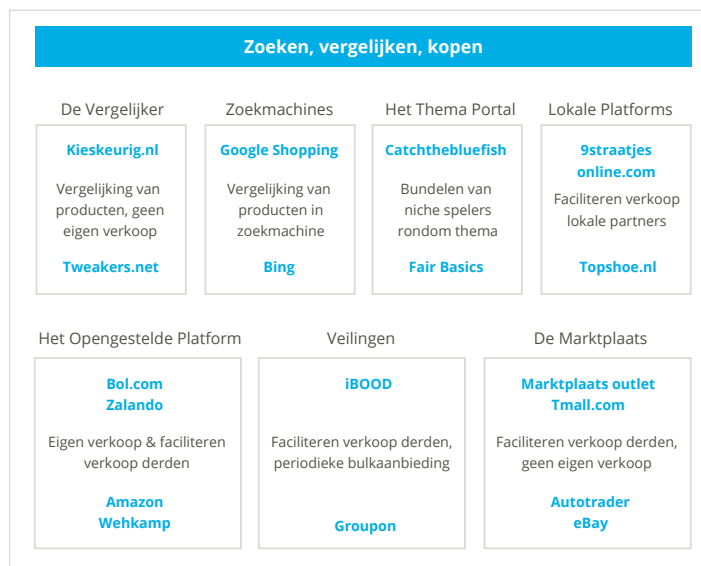 Zoeken, vergelijken, kopen
De Vergelijker
Kieskeurig.nl
Vergelijking van
producten, geen
eigen verkoop
Tweakers.net
Zoekmachines
Google Shopping
Vergelijking van
producten in
zoekmachine
Bing
Het Thema Portal
Catchthebluefish
Bundelen van
niche spelers
rondom thema
Fair Basics
Lokale Platforms
9straatjes
online.com
Faciliteren verkoop
lokale partners
Topshoe.nl
Het Opengestelde Platform
Bol.com
Zalando
Eigen verkoop & faciliteren
verkoop derden
Amazon
Wehkamp
Veilingen
iBOOD
Faciliteren verkoop derden,
periodieke bulkaanbieding
Groupon
De Marktplaats
Marktplaats outlet
Tmall.com
Faciliteren verkoop derden,
geen eigen verkoop
Autotrader
eBay